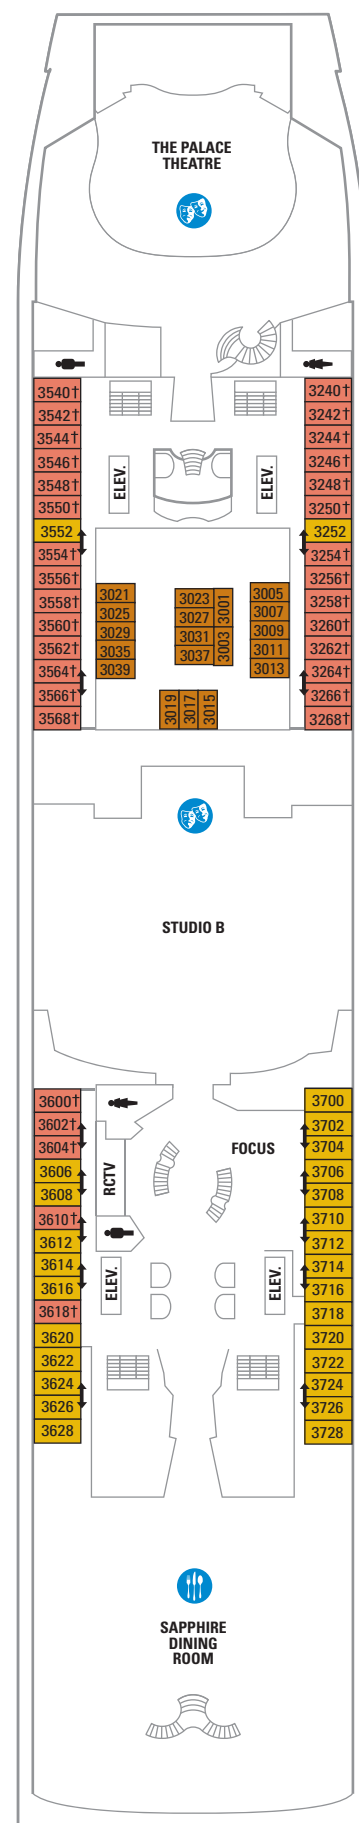 THE PALACE
THEATRE
3540† 3240†
3542† 3242†
3544† 3244†
3546† 3246†
3548† ELEV. ELEV. 3248†
3550† 3250†
3552 3252
3554† 3254†
3556† 3256†
3558† 3258†
3560† 3260†
3562† 3262†
3564† 3264†
3566† 3266†
3568† 3268†
3021 3023 3001 3005
3025 3027 3007
3029 3031 3003 3009
3035 3037 3011
3039 3013
3019 3017 3015
STUDIO B
3600† 3700
3602† 3702
3604† FOCUS 3704
3606 RCTV 3706
3608 3708
3610† 3710
3612 3712
3614 ELEV. ELEV. 3714
3616 3716
3618† 3718
3620 3720
3622 3722
3624 3724
3626 3726
3628 3728
SAPPHIRE
DINING
ROOM